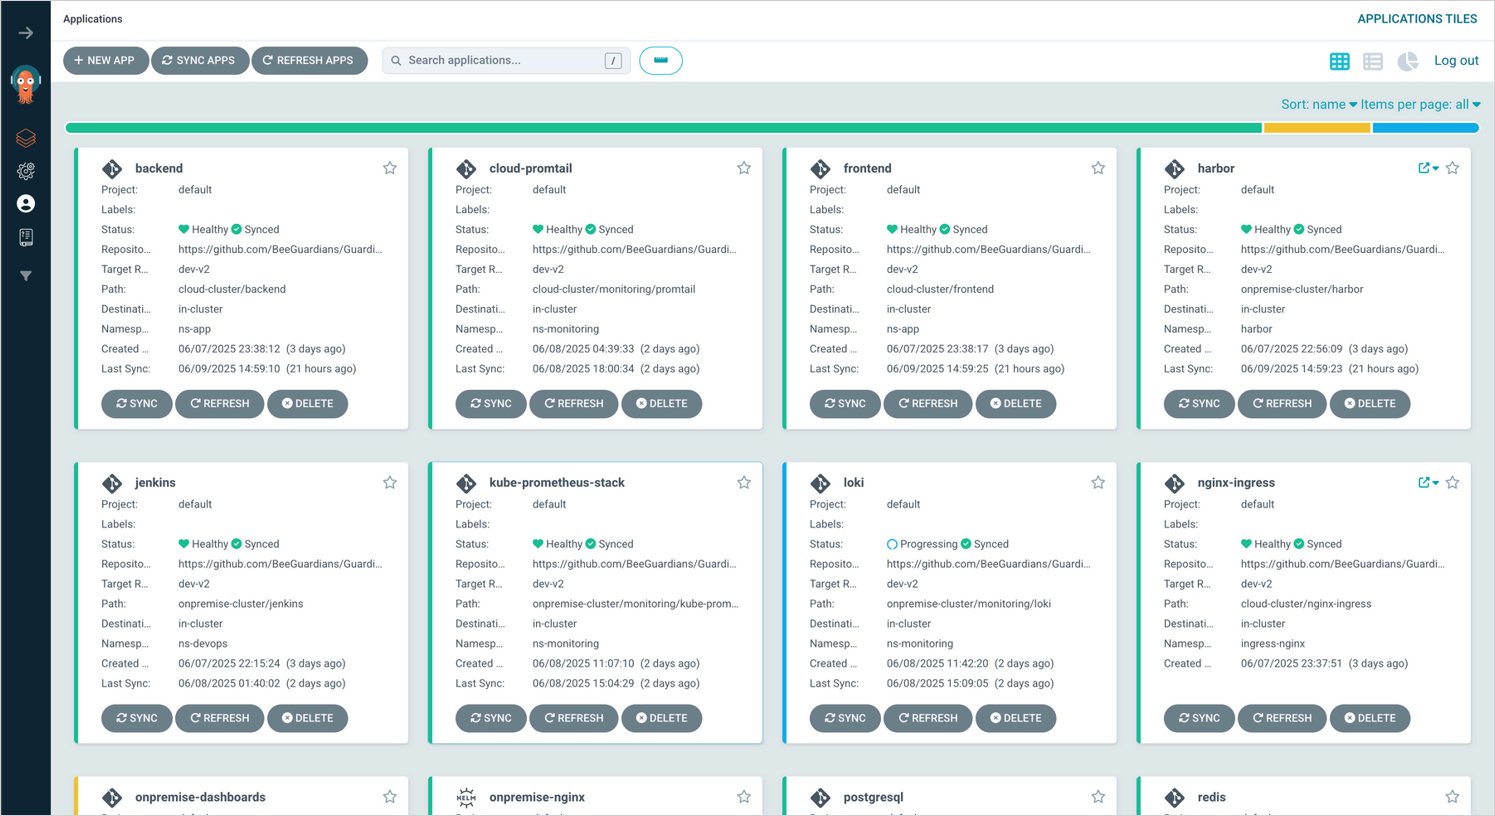 Applications
APPLICATIONS TILES
NEW APP
SYNC APPS
REFRESH APPS
Search applications...
/
Log out
Sort: name
Items per page: all
backend
Project: default
Labels:
Status: Healthy Synced
Reposito... https://github.com/BeeGuardians/Guardi...
Target R... dev-v2
Path: cloud-cluster/backend
Destinati... in-cluster
Namesp... ns-app
Created ... 06/07/2025 23:38:12 (3 days ago)
Last Sync: 06/09/2025 14:59:10 (21 hours ago)
SYNC REFRESH DELETE
cloud-promtail
Project: default
Labels:
Status: Healthy Synced
Reposito... https://github.com/BeeGuardians/Guardi...
Target R... dev-v2
Path: cloud-cluster/monitoring/promtail
Destinati... in-cluster
Namesp... ns-monitoring
Created ... 06/08/2025 04:39:33 (2 days ago)
Last Sync: 06/08/2025 18:00:34 (2 days ago)
SYNC REFRESH DELETE
frontend
Project: default
Labels:
Status: Healthy Synced
Reposito... https://github.com/BeeGuardians/Guardi...
Target R... dev-v2
Path: cloud-cluster/frontend
Destinati... in-cluster
Namesp... ns-app
Created ... 06/07/2025 23:38:17 (3 days ago)
Last Sync: 06/09/2025 14:59:25 (21 hours ago)
SYNC REFRESH DELETE
harbor
Project: default
Labels:
Status: Healthy Synced
Reposito... https://github.com/BeeGuardians/Guardi...
Target R... dev-v2
Path: onpremise-cluster/harbor
Destinati... in-cluster
Namesp... harbor
Created ... 06/07/2025 22:56:09 (3 days ago)
Last Sync: 06/09/2025 14:59:23 (21 hours ago)
SYNC REFRESH DELETE
jenkins
Project: default
Labels:
Status: Healthy Synced
Reposito... https://github.com/BeeGuardians/Guardi...
Target R... dev-v2
Path: onpremise-cluster/jenkins
Destinati... in-cluster
Namesp... ns-devops
Created ... 06/07/2025 22:15:24 (3 days ago)
Last Sync: 06/08/2025 01:40:02 (2 days ago)
SYNC REFRESH DELETE
kube-prometheus-stack
Project: default
Labels:
Status: Healthy Synced
Reposito... https://github.com/BeeGuardians/Guardi...
Target R... dev-v2
Path: onpremise-cluster/monitoring/kube-prom...
Destinati... in-cluster
Namesp... ns-monitoring
Created ... 06/08/2025 11:07:10 (2 days ago)
Last Sync: 06/08/2025 15:04:29 (2 days ago)
SYNC REFRESH DELETE
loki
Project: default
Labels:
Status: Progressing Synced
Reposito... https://github.com/BeeGuardians/Guardi...
Target R... dev-v2
Path: onpremise-cluster/monitoring/loki
Destinati... in-cluster
Namesp... ns-monitoring
Created ... 06/08/2025 11:42:20 (2 days ago)
Last Sync: 06/08/2025 15:09:05 (2 days ago)
SYNC REFRESH DELETE
nginx-ingress
Project: default
Labels:
Status: Healthy Synced
Reposito... https://github.com/BeeGuardians/Guardi...
Target R... dev-v2
Path: cloud-cluster/nginx-ingress
Destinati... in-cluster
Namesp... ingress-nginx
Created ... 06/07/2025 23:37:51 (3 days ago)
SYNC REFRESH DELETE
onpremise-dashboards
HELM
onpremise-nginx
postgresql
redis